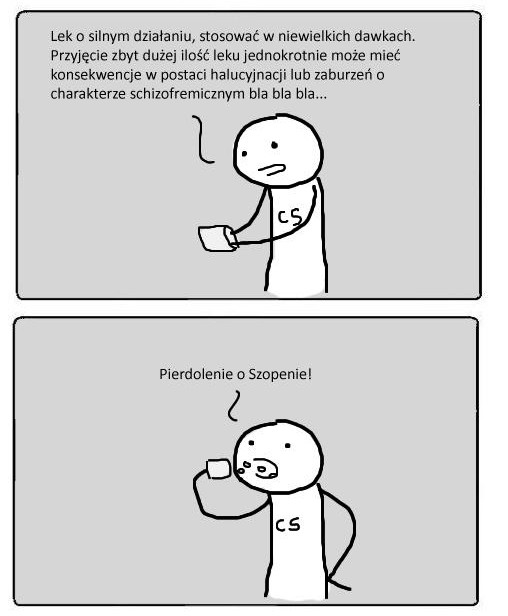 Lek o silnym działaniu, stosować w niewielkich dawkach.
Przyjęcie zbyt dużej ilość leku jednokrotnie może mieć
konsekwencje w postaci halucyjnacji lub zaburzeń o
charakterze schizofremicznym bla bla bla...
CS
Pierdolenie o Szopenie!
CS